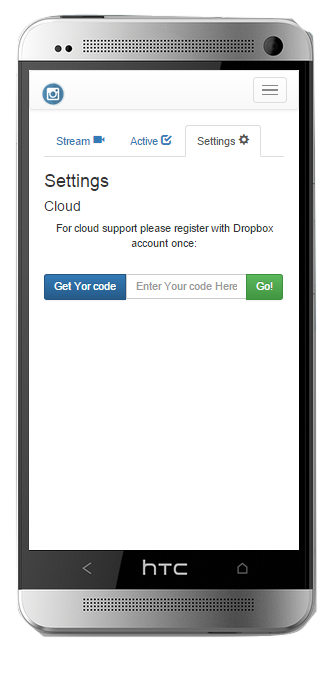 Stream
Active
Settings
Settings
Cloud
For cloud support please register with Dropbox
account once:
Get Yor code
Enter Your code Here
Go!
hTC